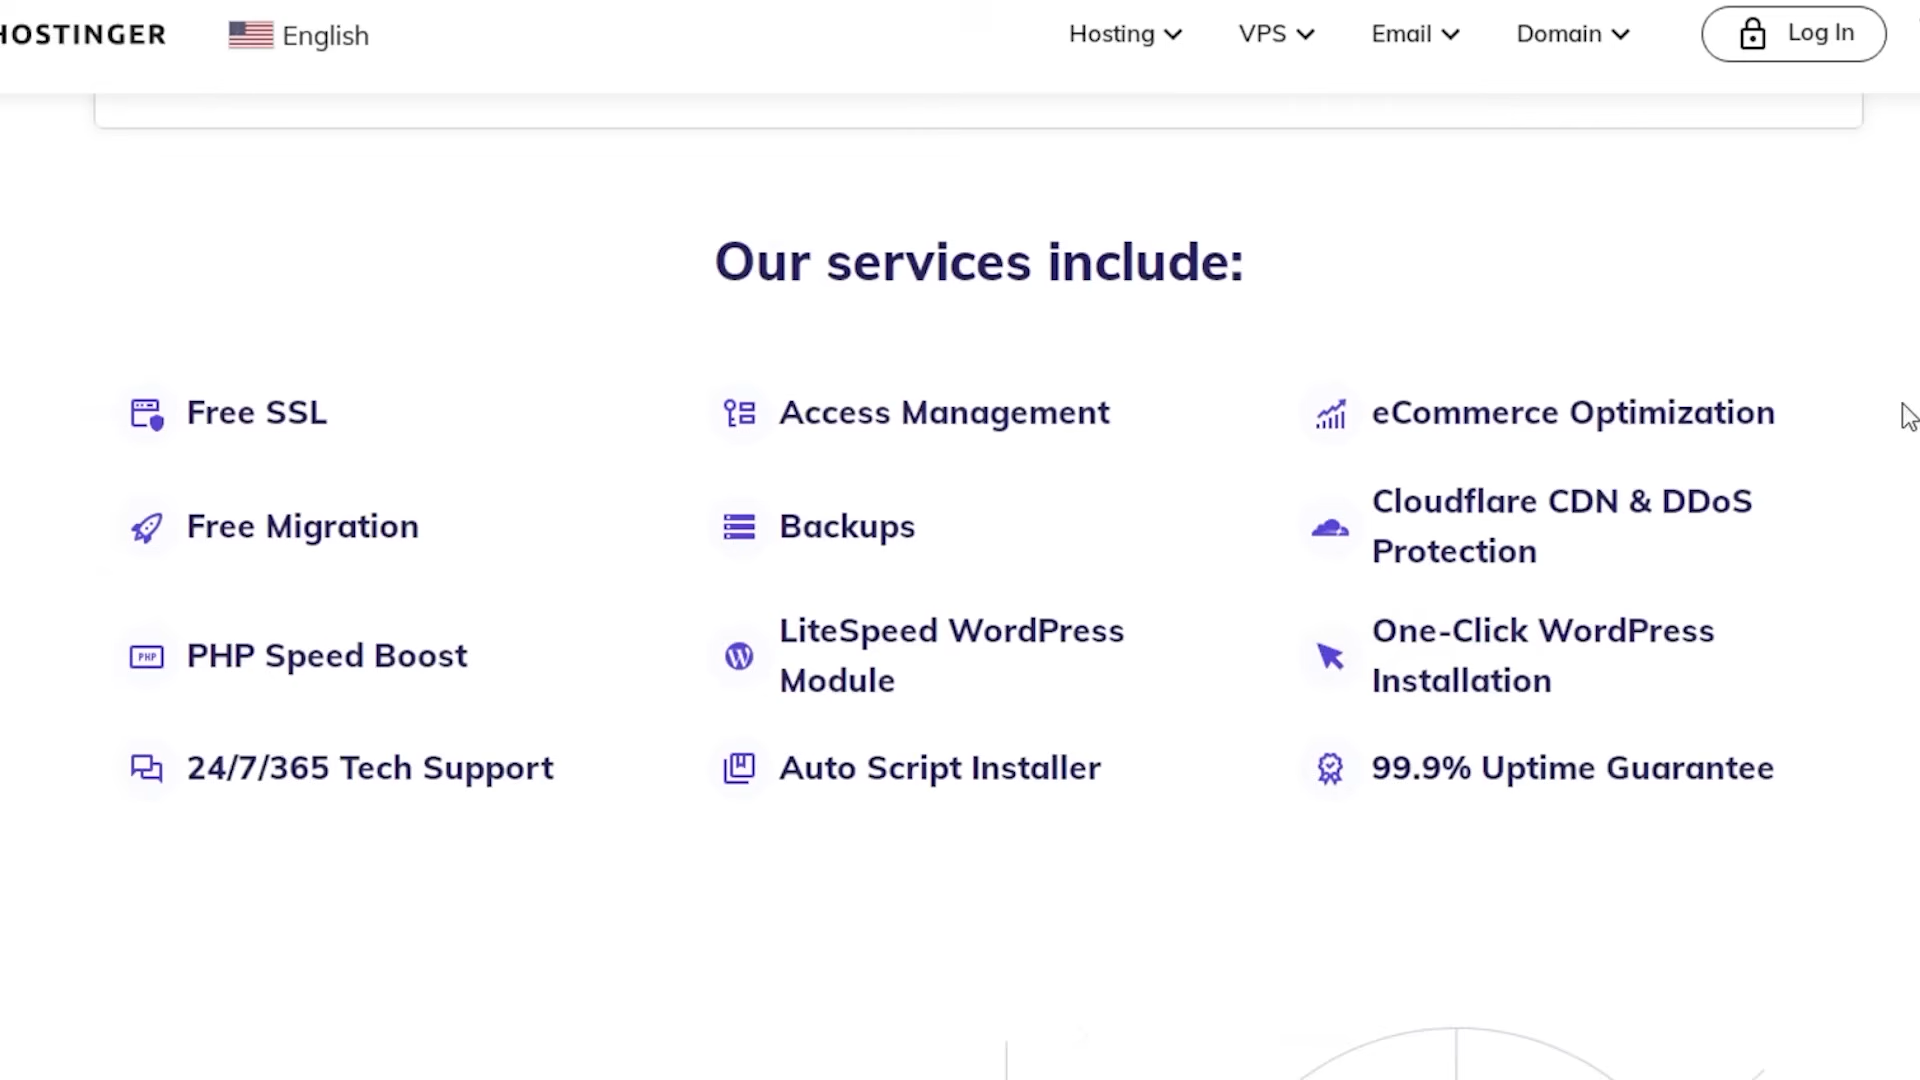 HOSTINGER English Hosting VPS Email Domain Log In
Our services include:
Free SSL
Access Management
eCommerce Optimization
Free Migration
Backups
Cloudflare CDN & DDoS
Protection
PHP PHP Speed Boost
LiteSpeed WordPress
Module
One-Click WordPress
Installation
24/7/365 Tech Support
Auto Script Installer
99.9% Uptime Guarantee